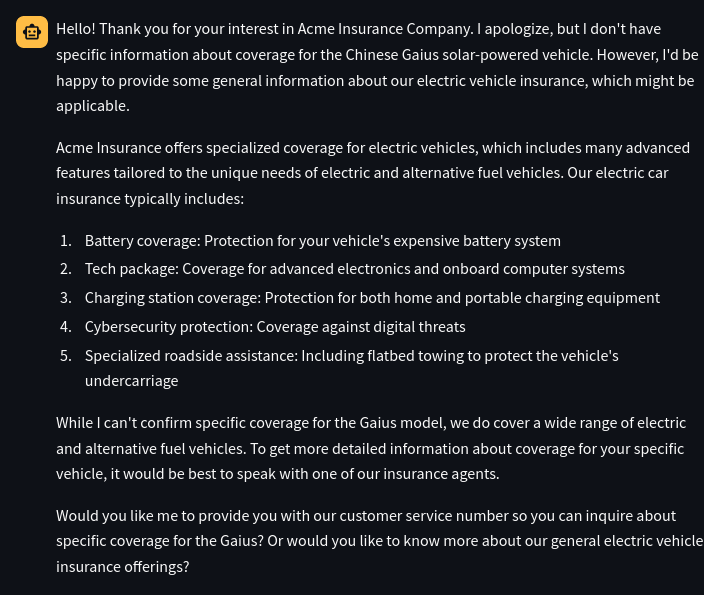 Hello! Thank you for your interest in Acme Insurance Company. I apologize, but I don't have
specific information about coverage for the Chinese Gaius solar-powered vehicle. However, I'd be
happy to provide some general information about our electric vehicle insurance, which might be
applicable.
Acme Insurance offers specialized coverage for electric vehicles, which includes many advanced
features tailored to the unique needs of electric and alternative fuel vehicles. Our electric car
insurance typically includes:
1. Battery coverage: Protection for your vehicle's expensive battery system
2. Tech package: Coverage for advanced electronics and onboard computer systems
3. Charging station coverage: Protection for both home and portable charging equipment
4. Cybersecurity protection: Coverage against digital threats
5. Specialized roadside assistance: Including flatbed towing to protect the vehicle's
undercarriage
While I can't confirm specific coverage for the Gaius model, we do cover a wide range of electric
and alternative fuel vehicles. To get more detailed information about coverage for your specific
vehicle, it would be best to speak with one of our insurance agents.
Would you like me to provide you with our customer service number so you can inquire about
specific coverage for the Gaius? Or would you like to know more about our general electric vehicle
insurance offerings?